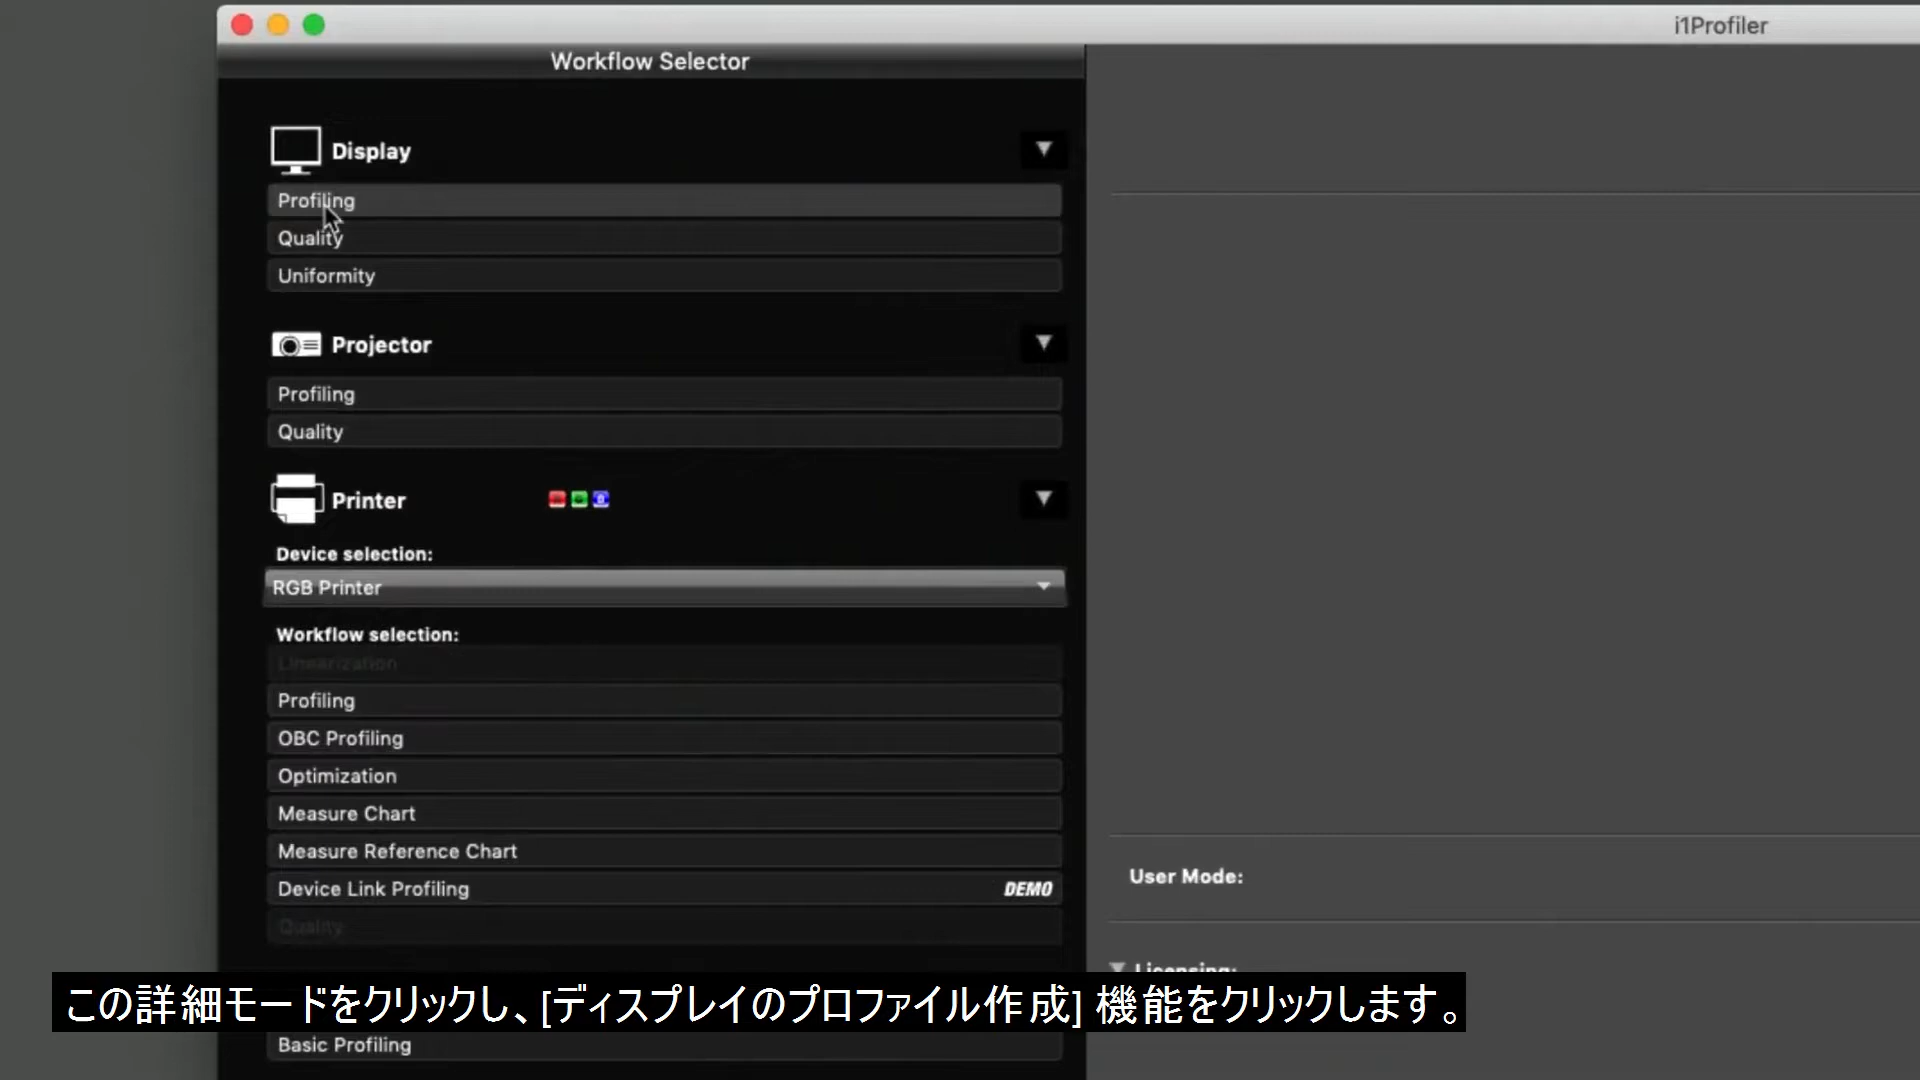 i1Profiler
Workflow Selector
Display
Profiling
Quality
Uniformity
Projector
Profiling
Quality
Printer
Device selection:
RGB Printer
Workflow selection:
Linearization
Profiling
OBC Profiling
Optimization
Measure Chart
Measure Reference Chart
Device Link Profiling DEMO
Quality
User Mode:
Licensing:
この詳細モードをクリックし、[ディスプレイのプロファイル作成] 機能をクリックします。
Basic Profiling